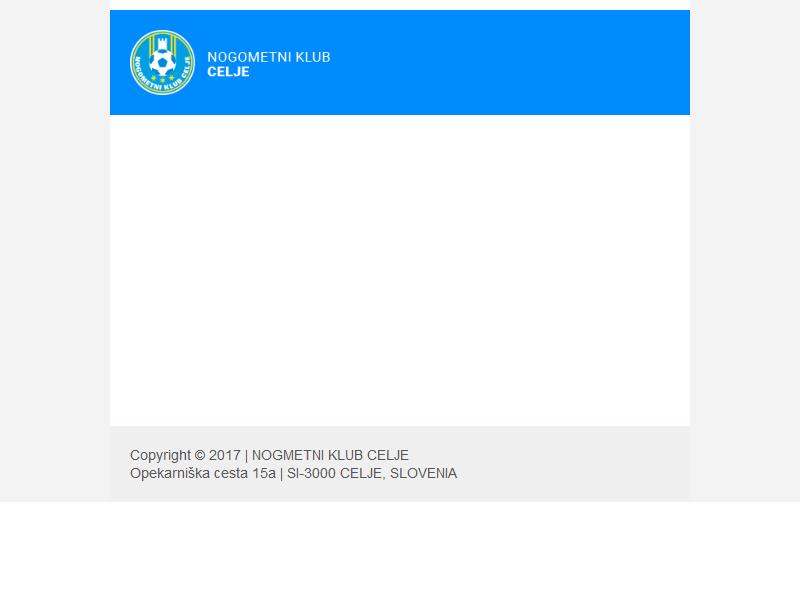 NOGOMETNI KLUB CELJE
NOGOMETNI KLUB
CELJE
Copyright © 2017 | NOGMETNI KLUB CELJE
Opekarniška cesta 15a | SI-3000 CELJE, SLOVENIA